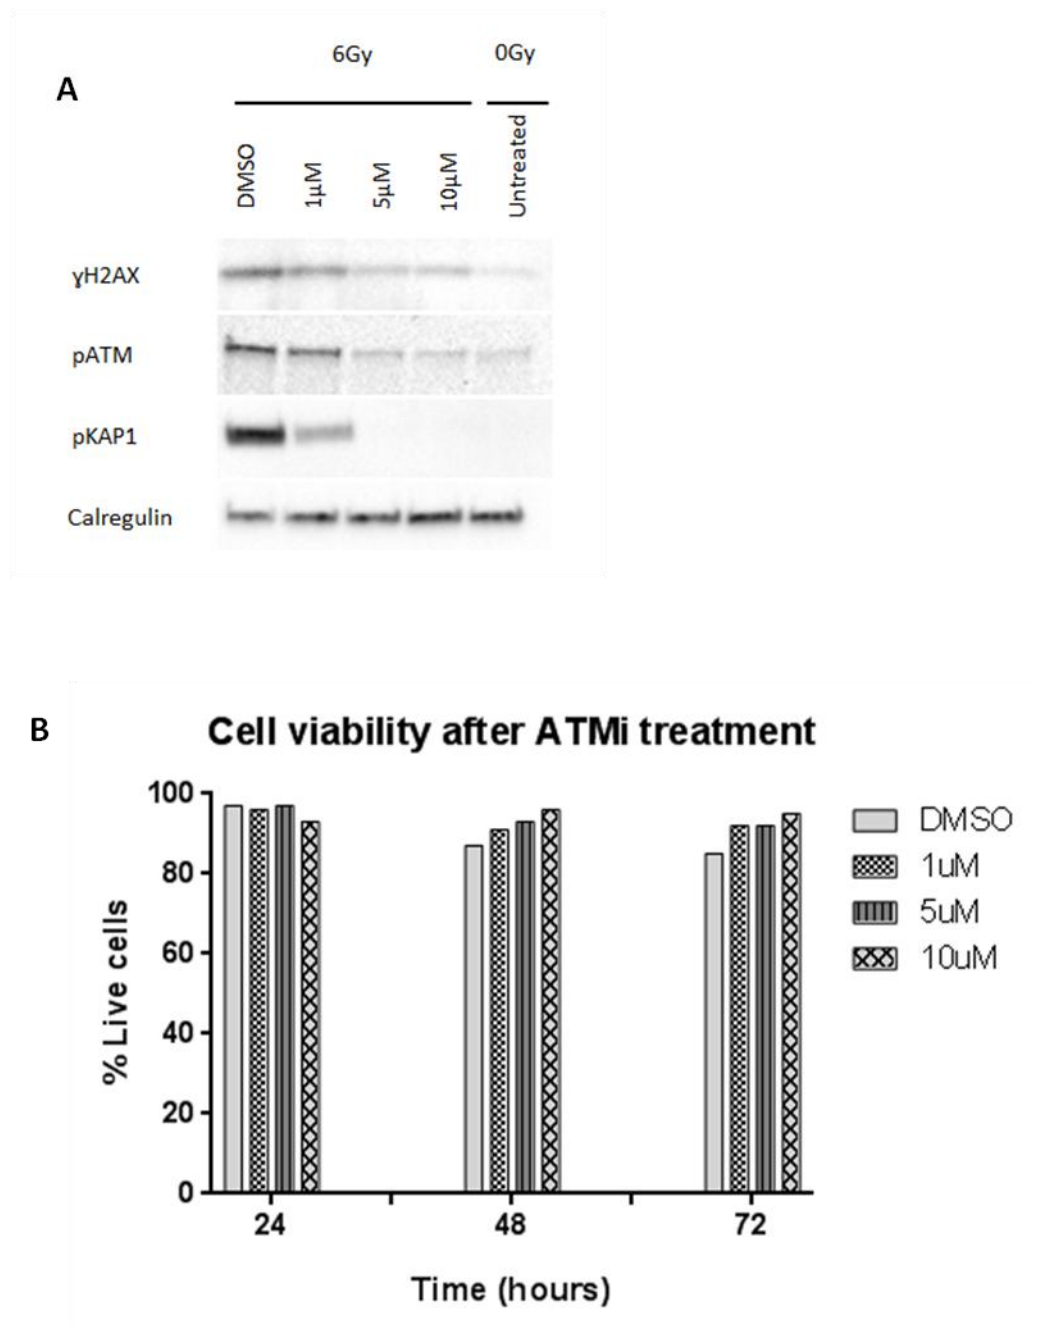 A
6Gy
0Gy
DMSO
1µM
5µM
10µM
Untreated
ɣH2AX
pATM
pKAP1
Calregulin
B
Cell viability after ATMi treatment
% Live cells
100
80
60
40
20
0
24
48
72
Time (hours)
DMSO
1uM
5uM
10uM